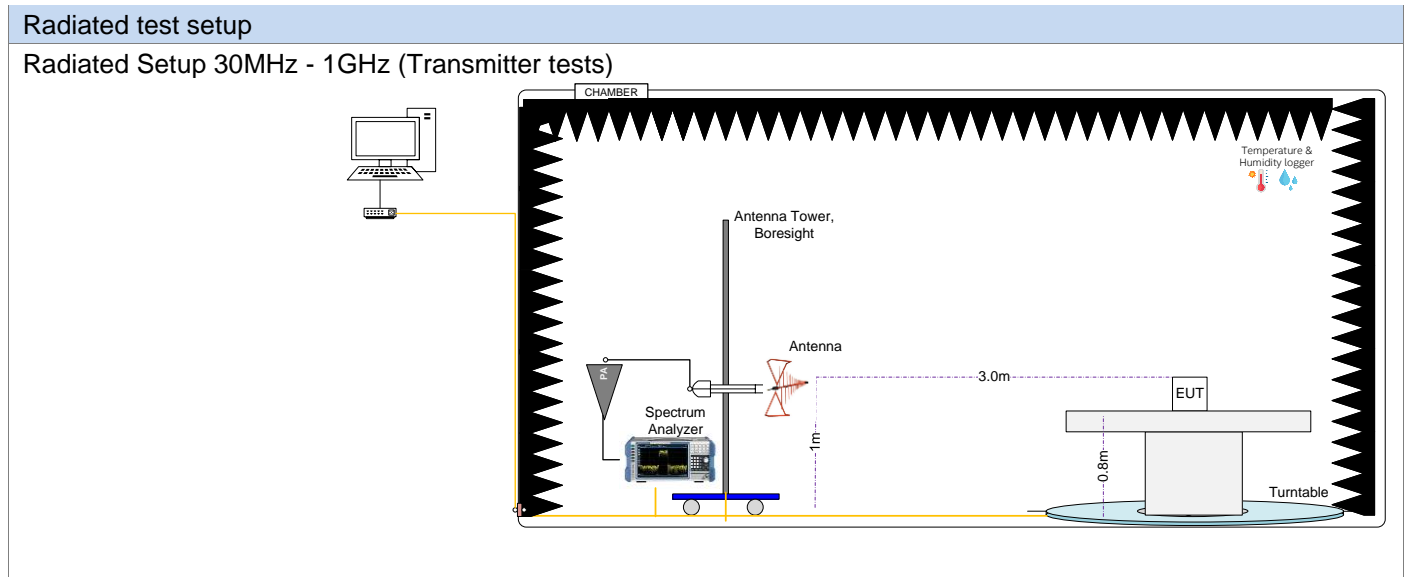 Radiated test setup
Radiated Setup 30MHz - 1GHz (Transmitter tests)
CHAMBER
Temperature &
Humidity logger
Antenna Tower,
Boresight
Antenna
3.0m
PA
EUT
Spectrum
Analyzer
1m
0.8m
Turntable